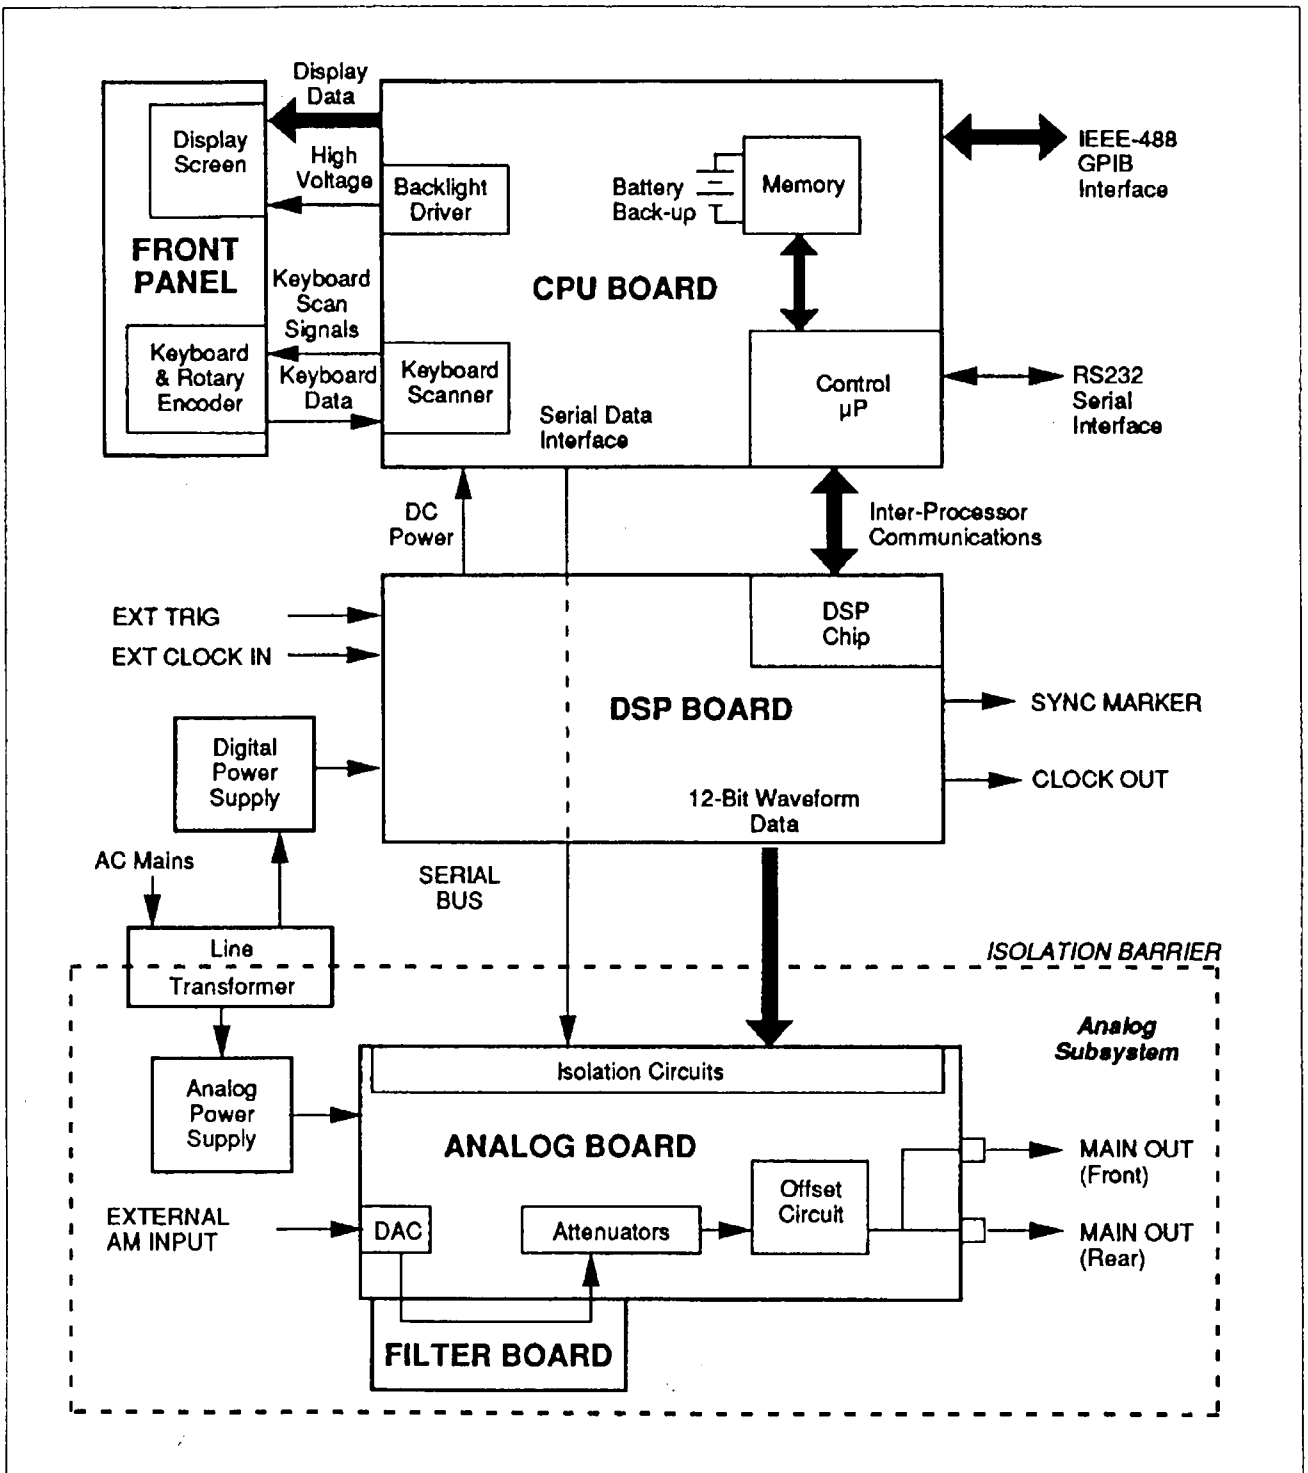 Display
Data
Display
Screen
High
Voltage
Backlight
Driver
Battery
Back-up
Memory
IEEE-488
GPIB
Interface
FRONT
PANEL
CPU BOARD
Keyboard
Scan
Signals
Keyboard
& Rotary
Encoder
Keyboard
Data
Keyboard
Scanner
Serial Data
Interface
Control
µP
RS232
Serial
Interface
DC
Power
Inter-Processor
Communications
EXT TRIG
EXT CLOCK IN
DSP
Chip
DSP BOARD
SYNC MARKER
CLOCK OUT
Digital
Power
Supply
12-Bit Waveform
Data
AC Mains
SERIAL
BUS
Line
Transformer
ISOLATION BARRIER
Analog
Subsystem
Isolation Circuits
Analog
Power
Supply
ANALOG BOARD
MAIN OUT
(Front)
EXTERNAL
AM INPUT
DAC
Attenuators
Offset
Circuit
MAIN OUT
(Rear)
FILTER BOARD